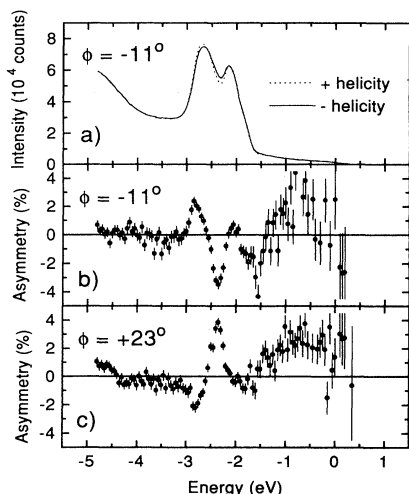 Intensity (10⁴ counts)
8
6
4
2
0
ϕ = -11°
+ helicity
- helicity
a)
Asymmetry (%)
4
2
0
-2
-4
ϕ = -11°
b)
Asymmetry (%)
4
2
0
-2
-4
ϕ = +23°
c)
-5 -4 -3 -2 -1 0 1
Energy (eV)